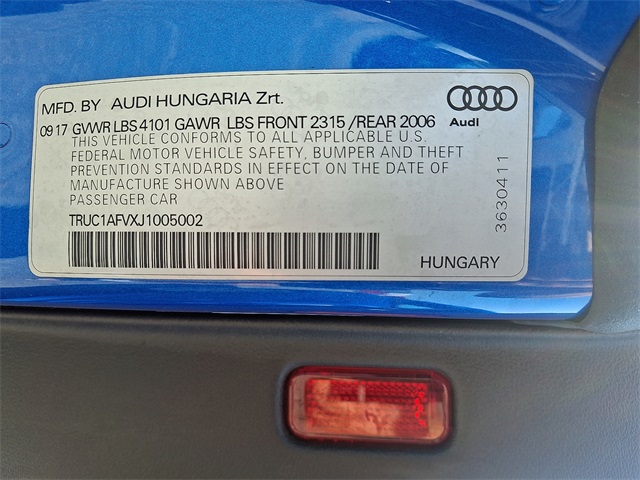 MFD. BY AUDI HUNGARIA Zrt.
09 17 GVWR LBS 4101 GAWR LBS FRONT 2315 /REAR 2006
Audi
THIS VEHICLE CONFORMS TO ALL APPLICABLE U.S.
FEDERAL MOTOR VEHICLE SAFETY, BUMPER AND THEFT
PREVENTION STANDARDS IN EFFECT ON THE DATE OF
MANUFACTURE SHOWN ABOVE
PASSENGER CAR
TRUC1AFVXJ1005002
HUNGARY
3630411